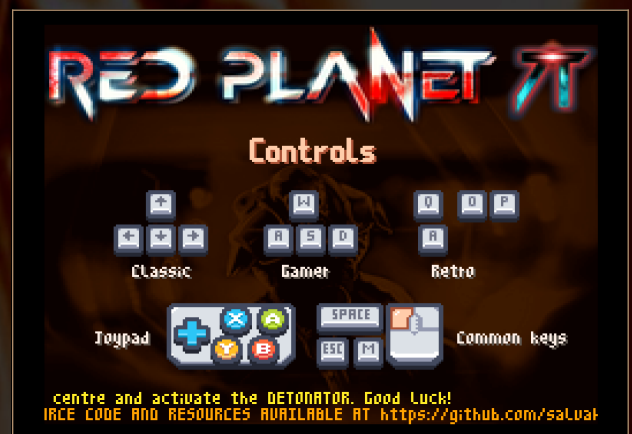 RED PLANET π
Controls
W Q O P
A S D A
Classic Gamer Retro
X A SPACE
Joypad Common keys
Y B ESC M
centre and activate the DETONATOR. Good Luck!
IRCE CODE AND RESOURCES AVAILABLE AT https://github.com/salvak